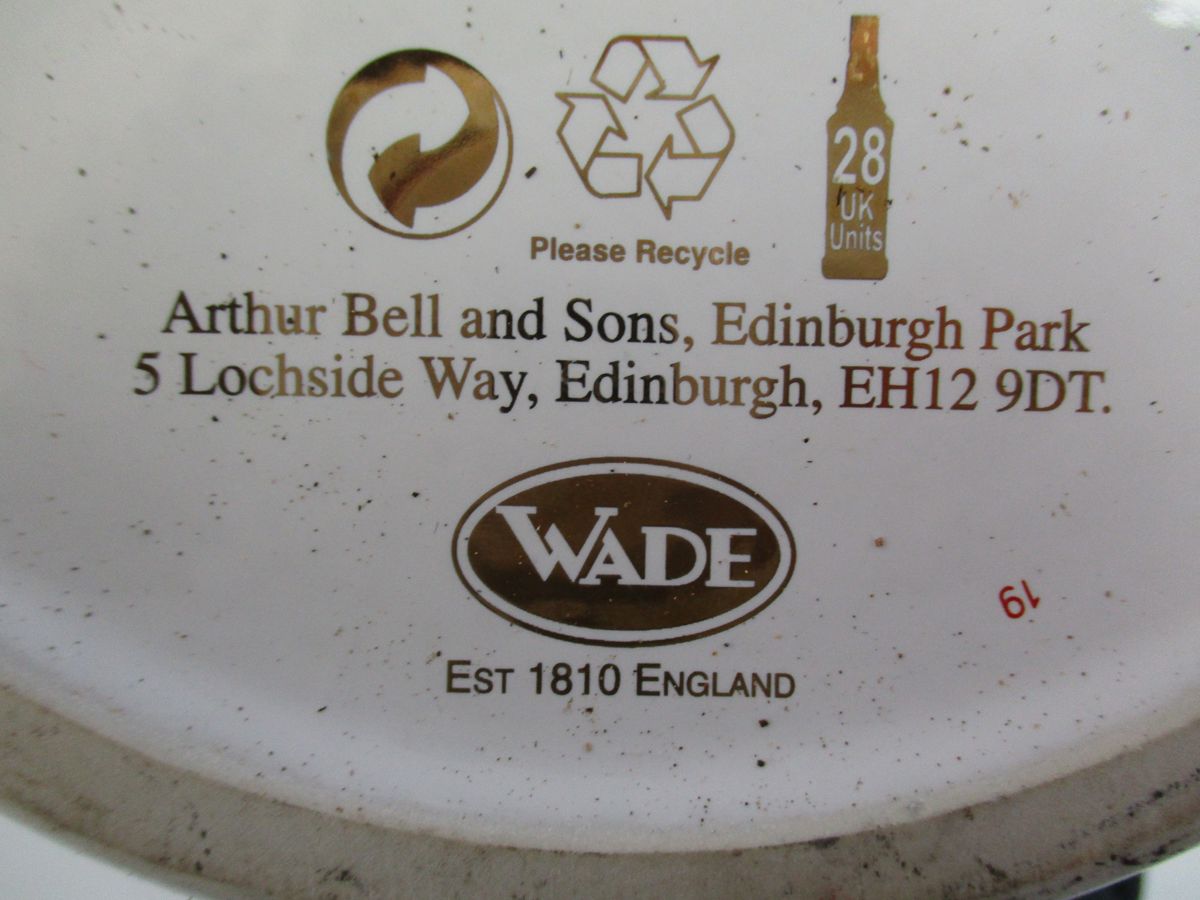 28
UK
Units
Please Recycle
Arthur Bell and Sons, Edinburgh Park
5 Lochside Way, Edinburgh, EH12 9DT.
WADE
19
EST 1810 ENGLAND